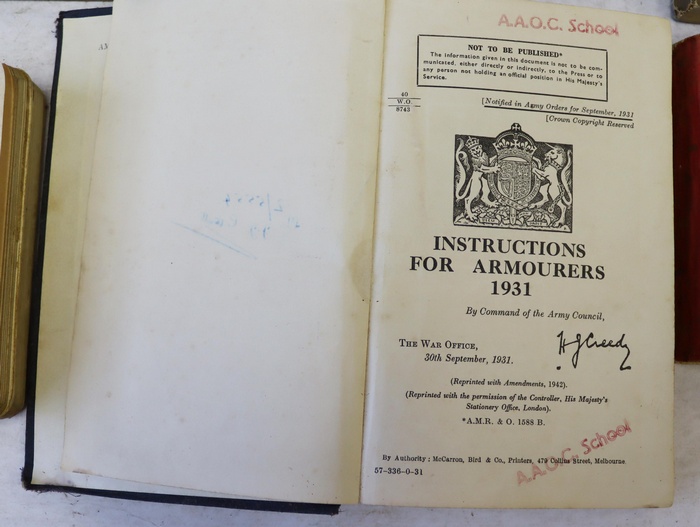 A.A.O.C. School
NOT TO BE PUBLISHED*
The information given in this document is not to be com-
municated, either directly or indirectly, to the Press or to
any person not holding an official position in His Majesty's
Service.
40
W.O.
8743
[Notified in Army Orders for September, 1931
[Crown Copyright Reserved
INSTRUCTIONS
FOR ARMOURERS
1931
By Command of the Army Council,
THE WAR OFFICE,
30th September, 1931.
H J Creedy
(Reprinted with Amendments, 1942).
(Reprinted with the permission of the Controller, His Majesty's
Stationery Office, London).
*A.M.R. & O. 1588 B.
A.A.O.C. School
By Authority: McCarron, Bird & Co., Printers, 479 Collins Street, Melbourne
57-336-0-31